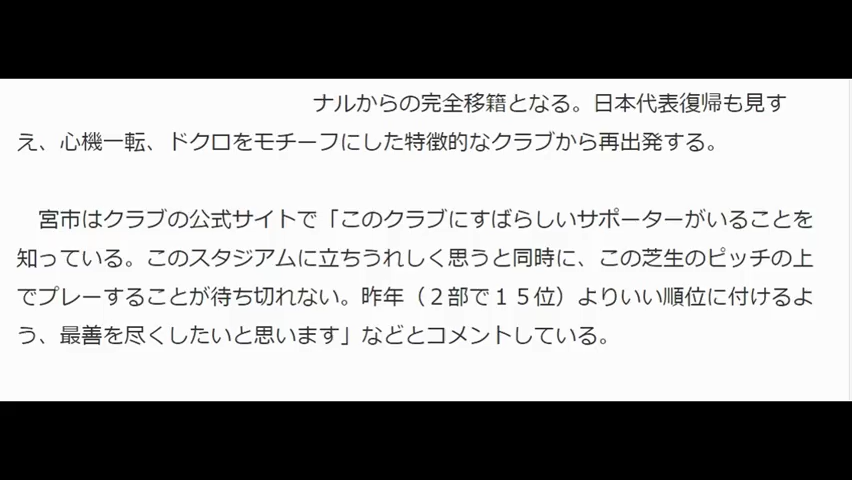 ナルからの完全移籍となる。日本代表復帰も見す
え、心機一転、ドクロをモチーフにした特徴的なクラブから再出発する。
宮市はクラブの公式サイトで「このクラブにすばらしいサポーターがいることを
知っている。このスタジアムに立ちうれしく思うと同時に、この芝生のピッチの上
でプレーすることが待ち切れない。昨年（２部で１５位）よりいい順位に付けるよ
う、最善を尽くしたいと思います」などとコメントしている。